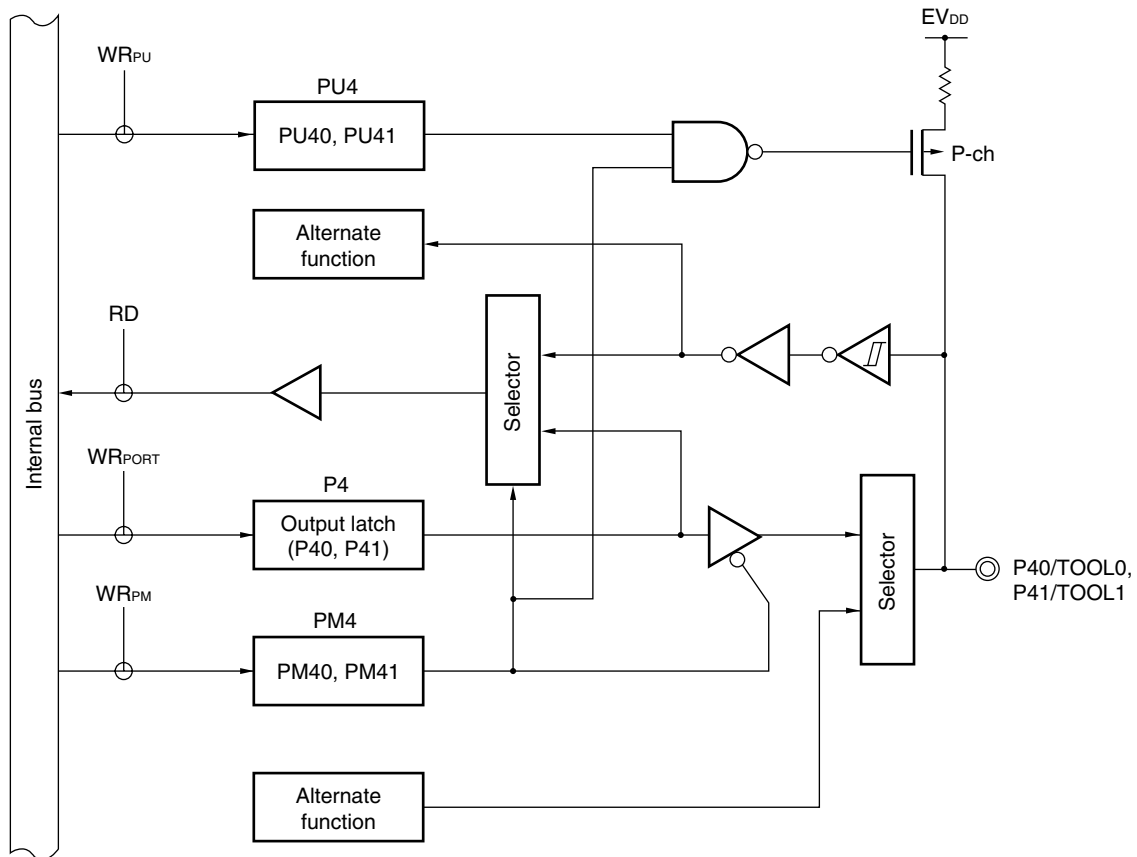 EVDD
WRPU
PU4
PU40, PU41
P-ch
Alternate
function
RD
Selector
Internal bus
WRPORT
P4
Output latch
(P40, P41)
Selector
P40/TOOL0,
P41/TOOL1
WRPM
PM4
PM40, PM41
Alternate
function